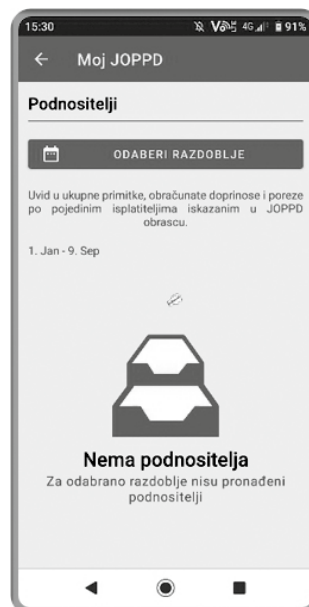 15:30
4G 91%
Moj JOPPD
Podnositelji
ODABERI RAZDOBLJE
Uvid u ukupne primitke, obračunate doprinose i poreze
po pojedinim isplatiteljima iskazanim u JOPPD
obrascu.
1. Jan - 9. Sep
Nema podnositelja
Za odabrano razdoblje nisu pronađeni
podnositelji